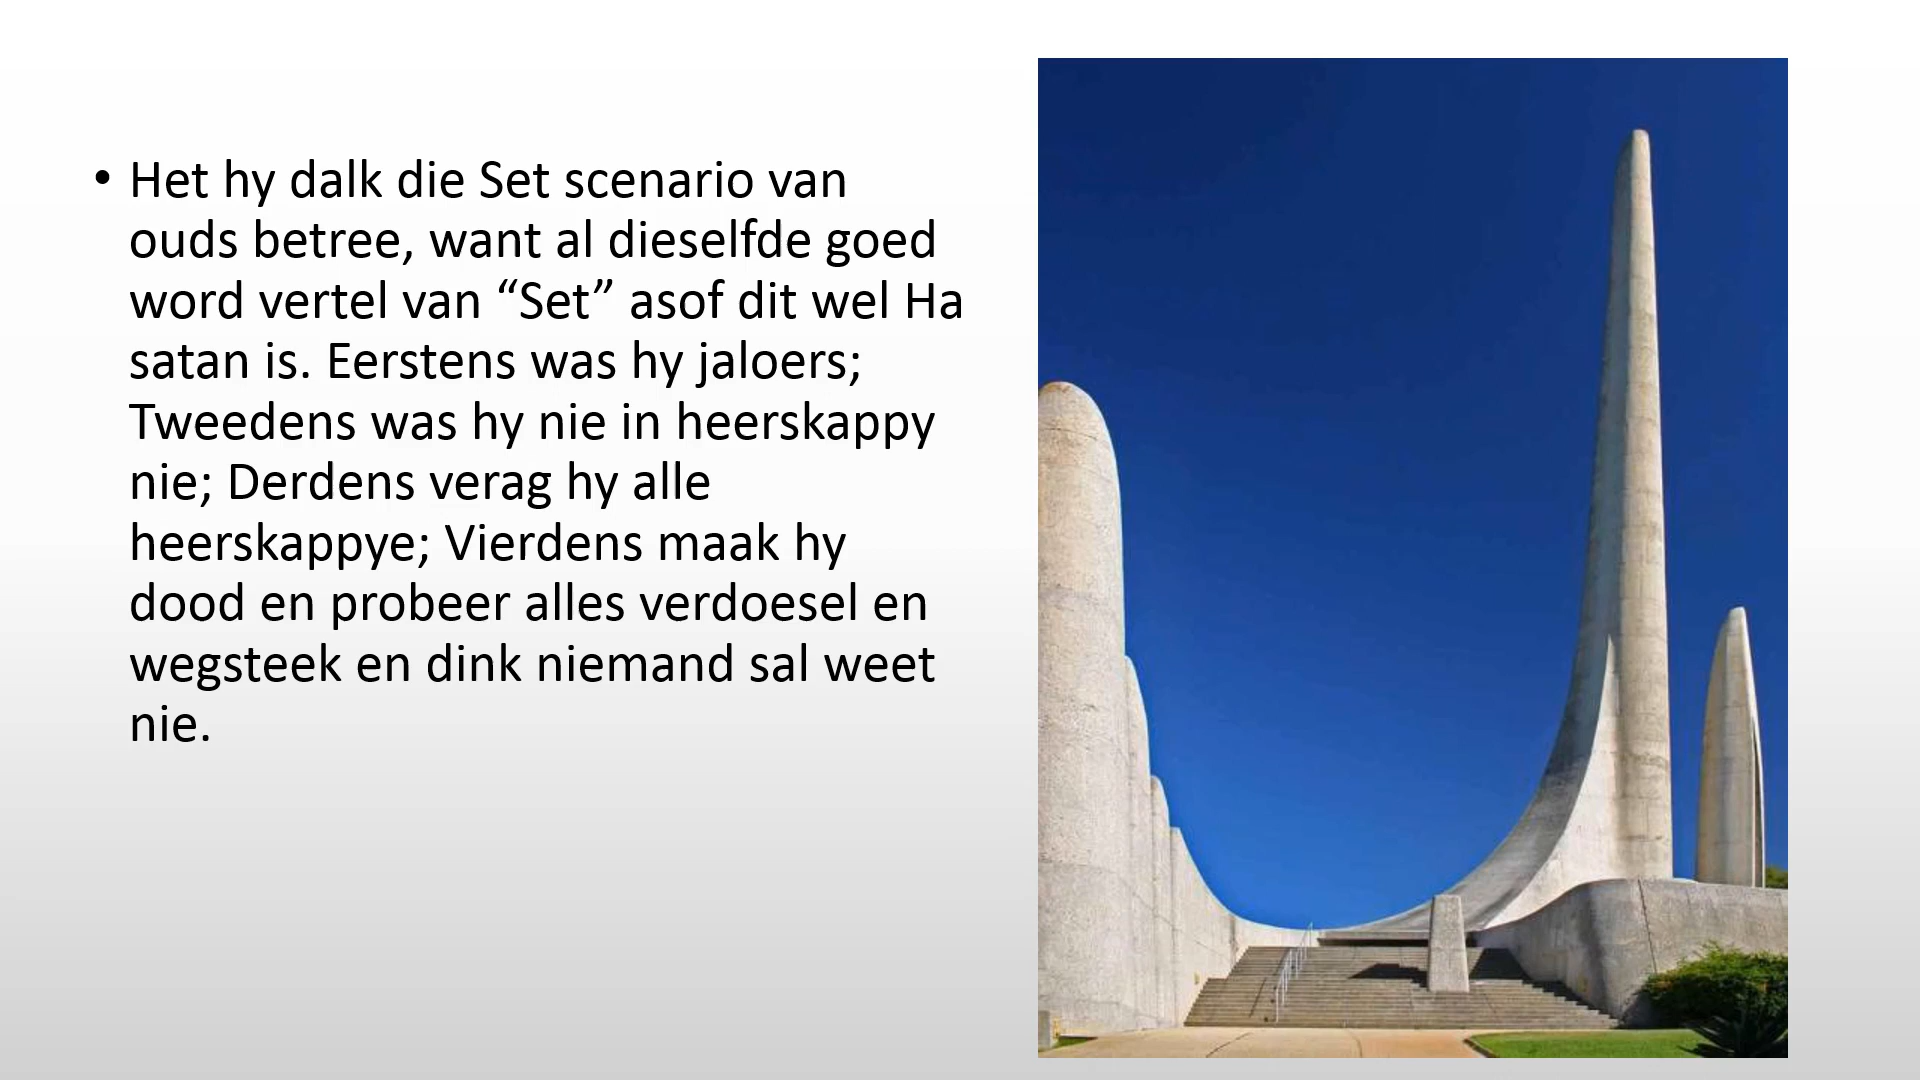 • Het hy dalk die Set scenario van
ouds betree, want al dieselfde goed
word vertel van “Set” asof dit wel Ha
satan is. Eerstens was hy jaloers;
Tweedens was hy nie in heerskappy
nie; Derdens verag hy alle
heerskappye; Vierdens maak hy
dood en probeer alles verdoesel en
wegsteek en dink niemand sal weet
nie.